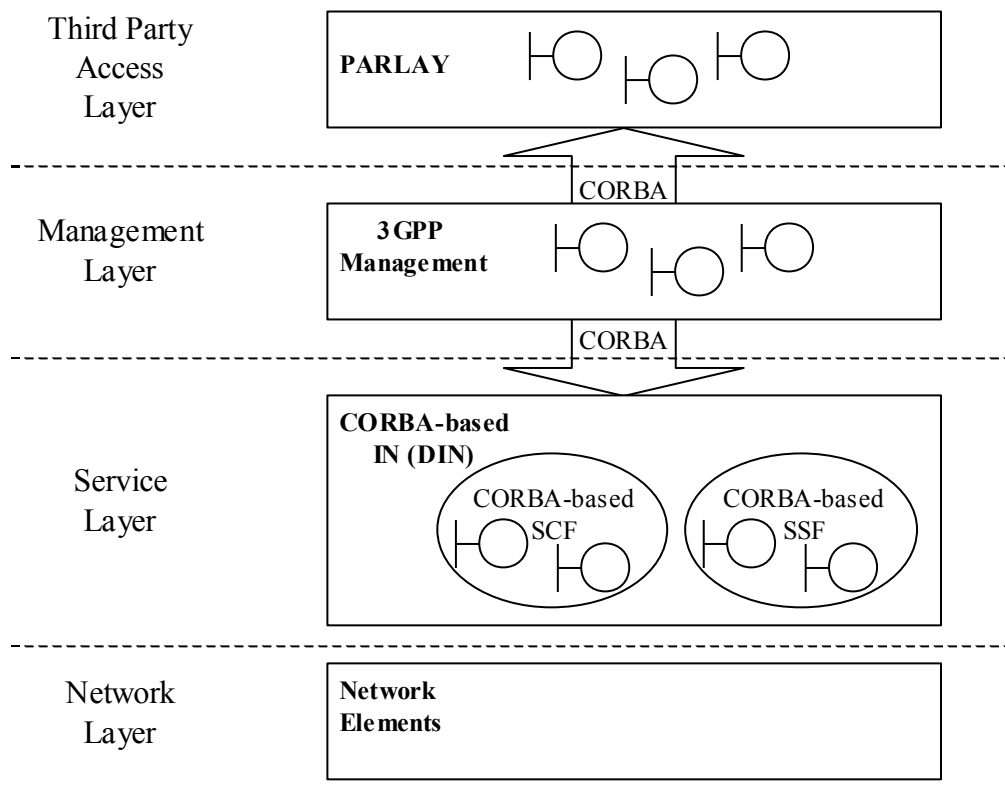 Third Party
Access
Layer
PARLAY
CORBA
Management
Layer
3GPP
Management
CORBA
Service
Layer
CORBA-based
IN (DIN)
CORBA-based
SCF
CORBA-based
SSF
Network
Layer
Network
Elements